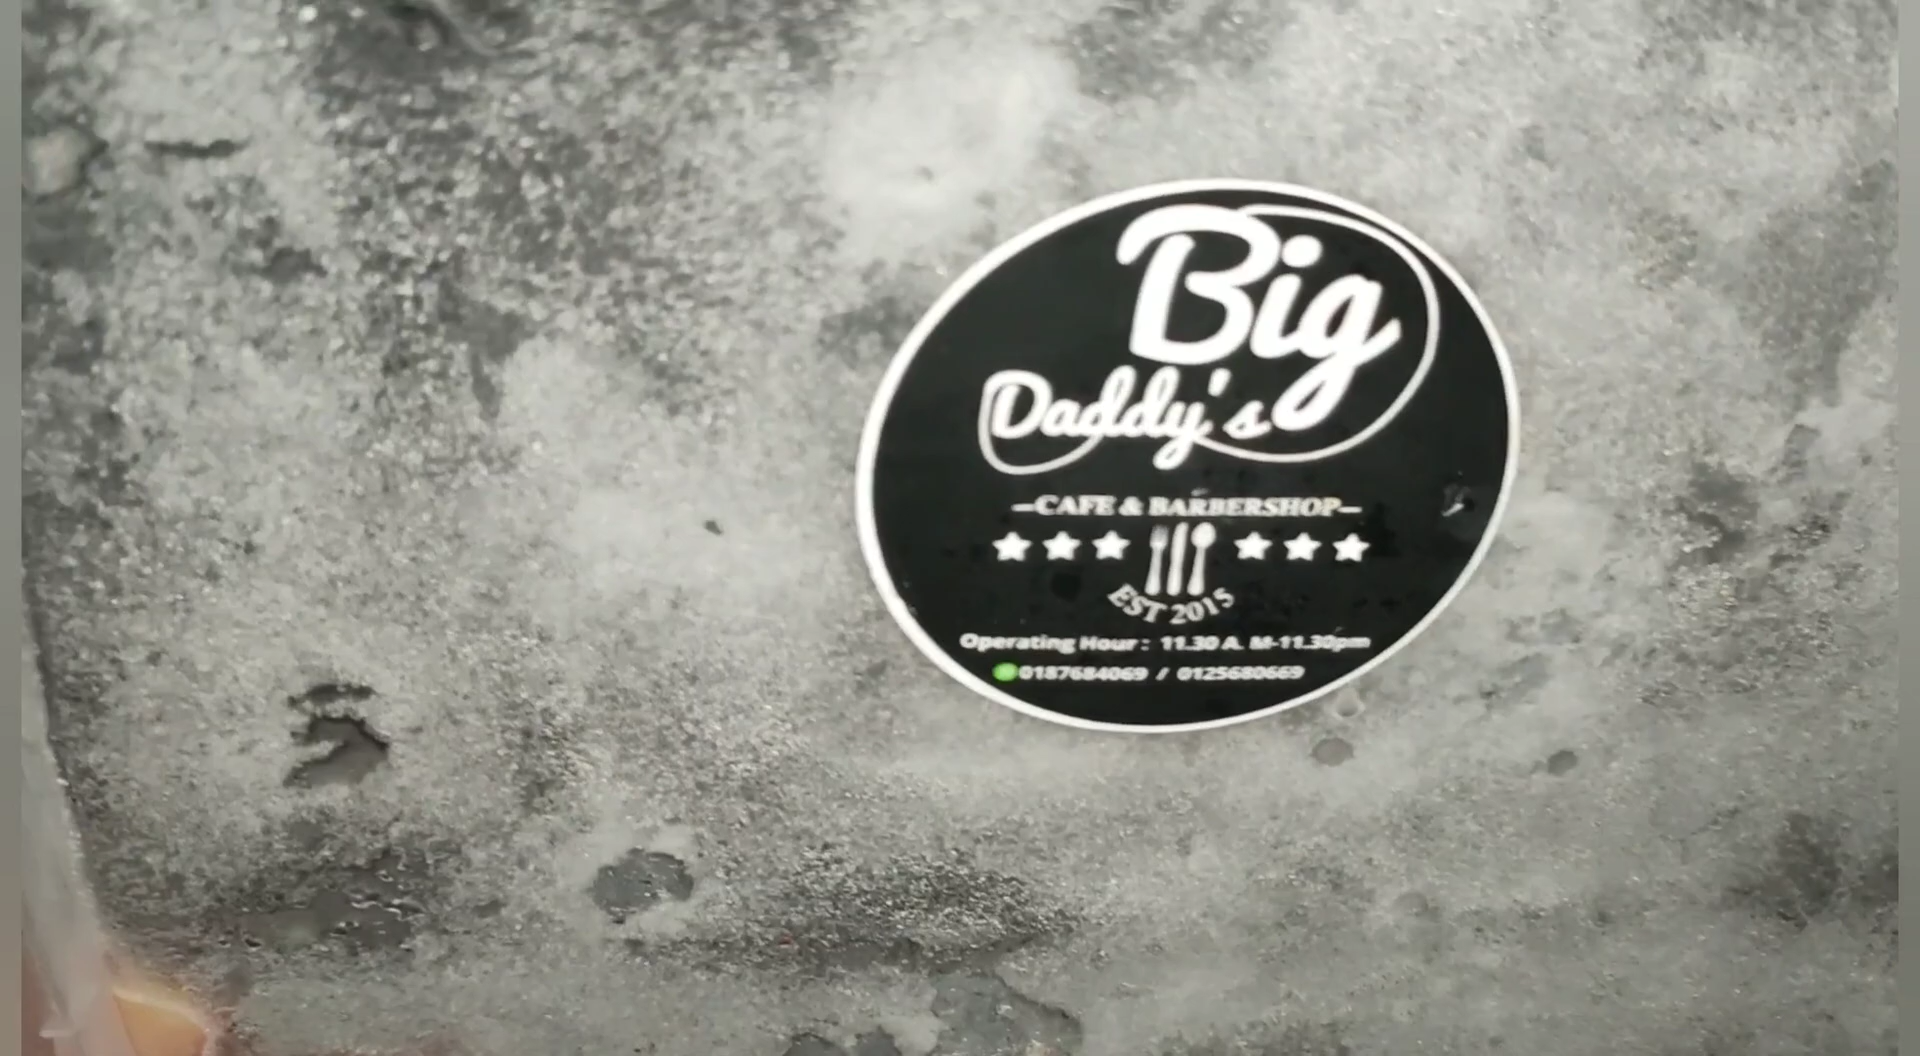 Big
Daddy's
-CAFE & BARBERSHOP-
EST 2015
Operating Hour : 11.30 A. M-11.30pm
0187684069 / 0125680669